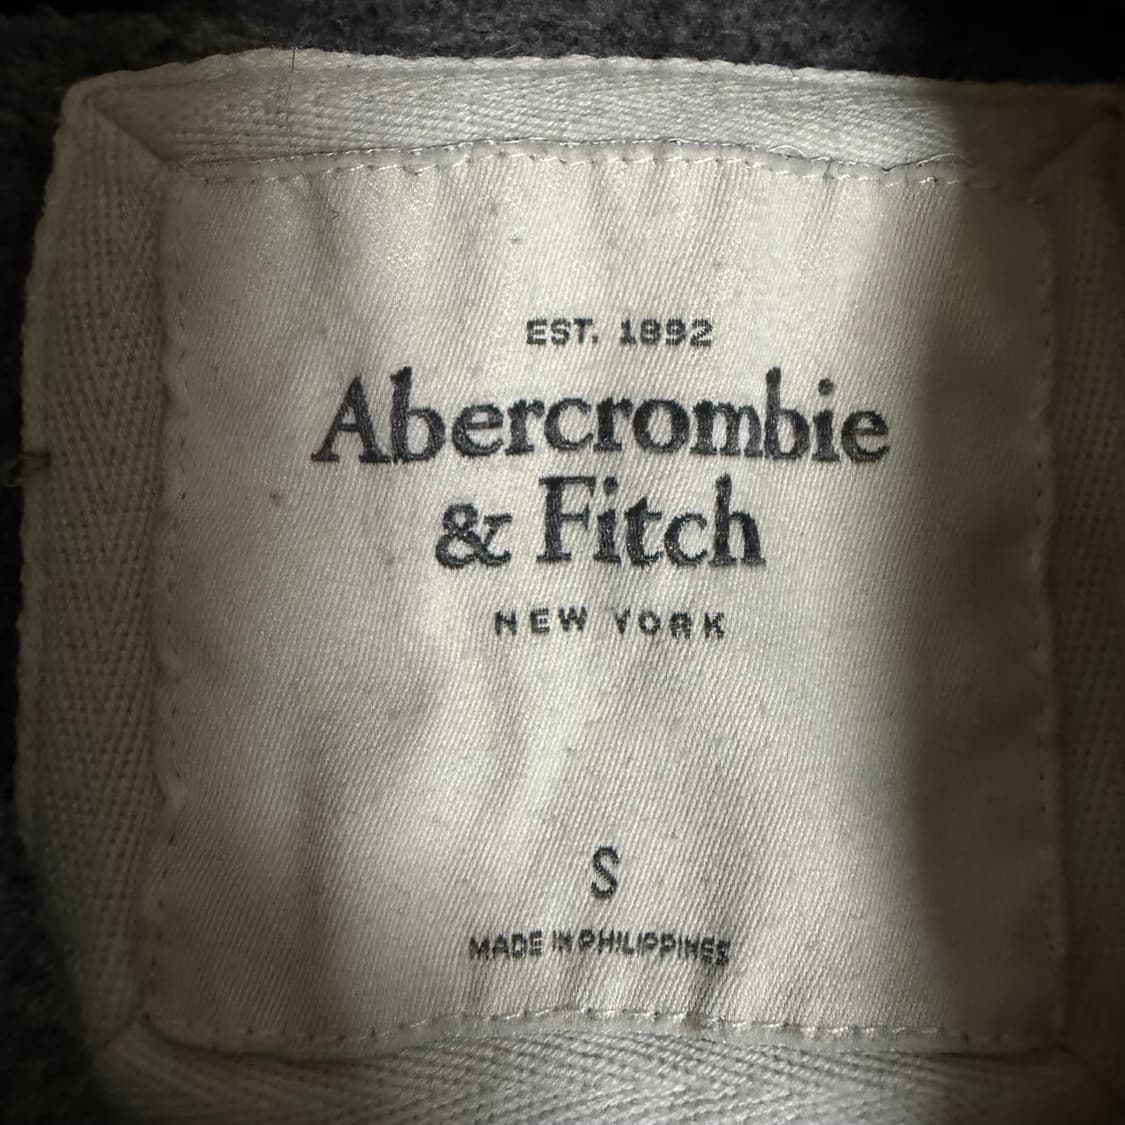 EST. 1892
Abercrombie
& Fitch
NEW YORK
S
MADE IN PHILIPPINES